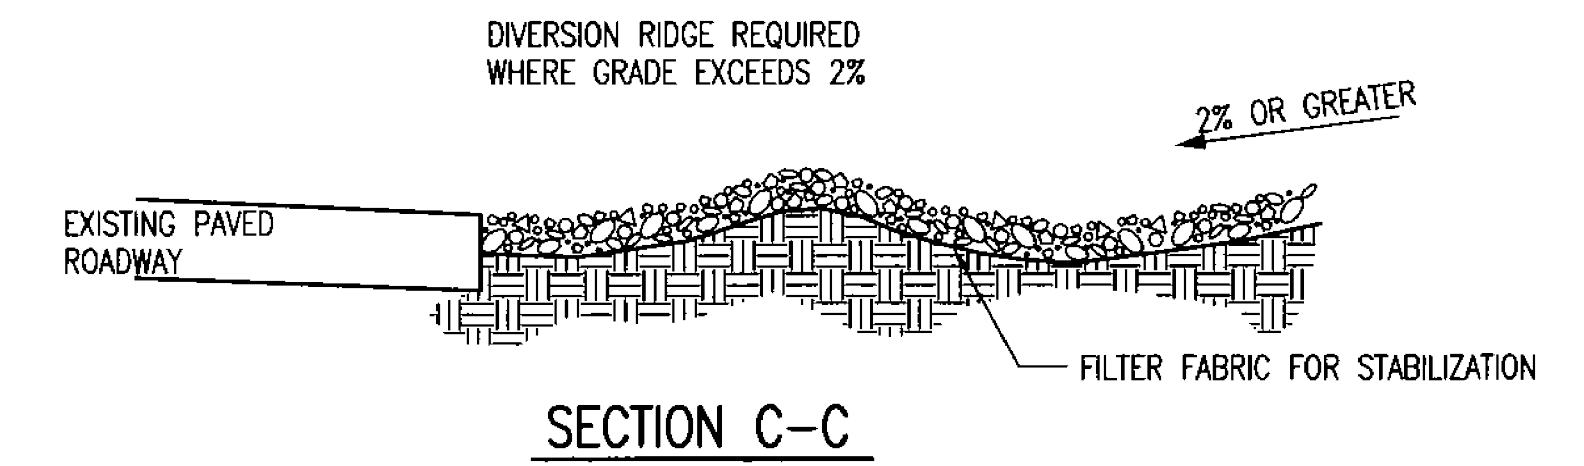 DIVERSION RIDGE REQUIRED
WHERE GRADE EXCEEDS 2%
2% OR GREATER
EXISTING PAVED
ROADWAY
FILTER FABRIC FOR STABILIZATION
SECTION C-C